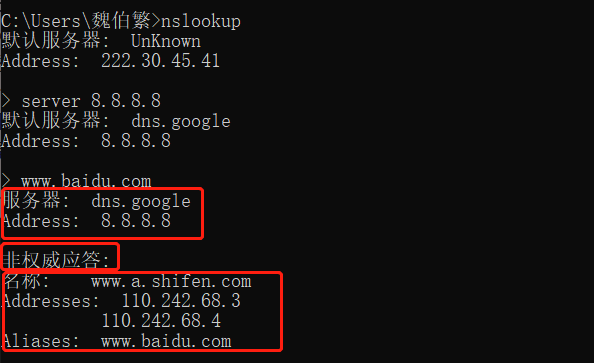 C:\Users\魏伯繁>nslookup
默认服务器:  UnKnown
Address:  222.30.45.41
> server 8.8.8.8
默认服务器:  dns.google
Address:  8.8.8.8
> www.baidu.com
服务器:  dns.google
Address:  8.8.8.8
非权威应答:
名称:    www.a.shifen.com
Addresses:  110.242.68.3
          110.242.68.4
Aliases:  www.baidu.com